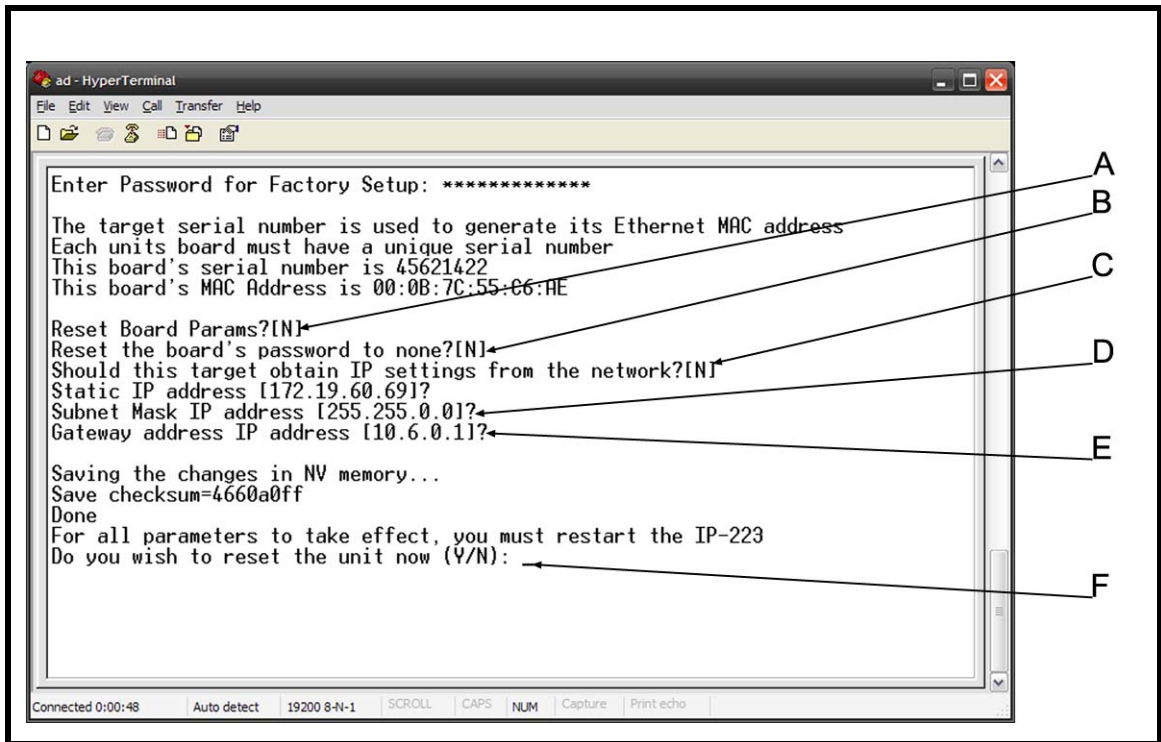 ad - HyperTerminal
File Edit View Call Transfer Help
Enter Password for Factory Setup: *************
The target serial number is used to generate its Ethernet MAC address
Each units board must have a unique serial number
This board's serial number is 45621422
This board's MAC Address is 00:0B:7C:55:C6:AE
Reset Board Params?[N]
Reset the board's password to none?[N]
Should this target obtain IP settings from the network?[N]
Static IP address [172.19.60.69]?
Subnet Mask IP address [255.255.0.0]?
Gateway address IP address [10.6.0.1]?
Saving the changes in NV memory...
Save checksum=4660a0ff
Done
For all parameters to take effect, you must restart the IP-223
Do you wish to reset the unit now (Y/N): _
A
B
C
D
E
F
Connected 0:00:48 Auto detect 19200 8-N-1 SCROLL CAPS NUM Capture Print echo